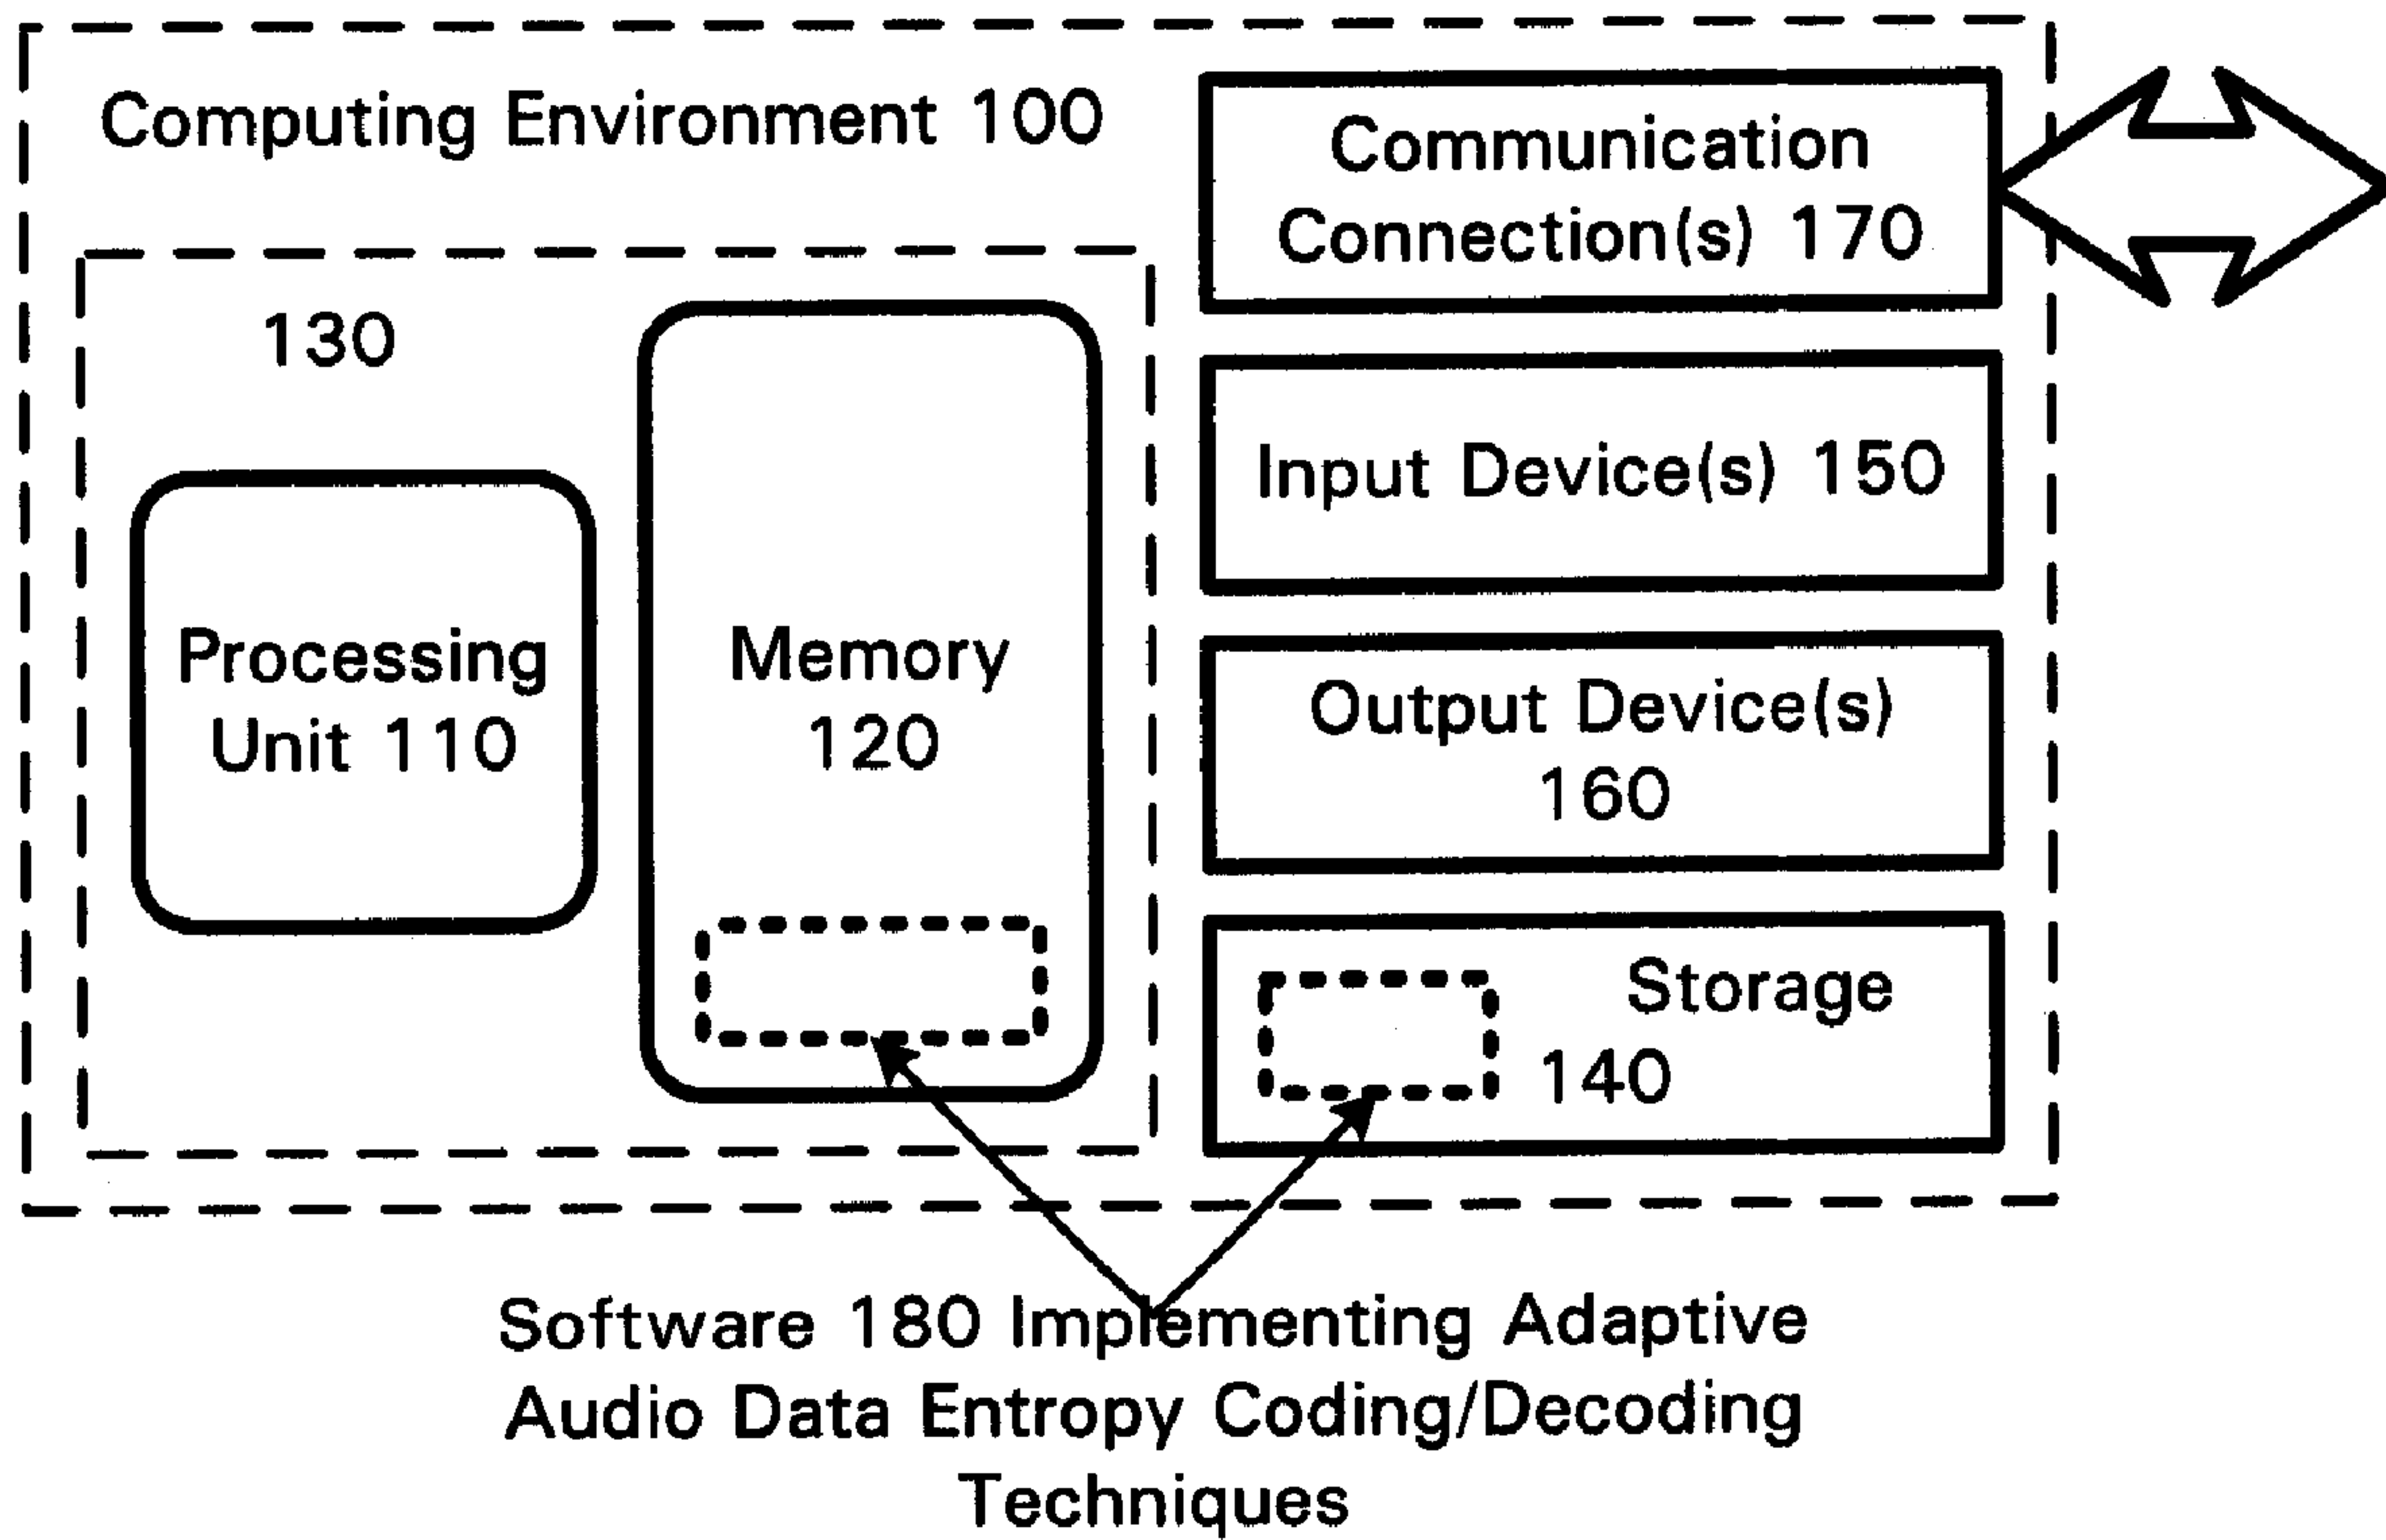 Computing Environment 100
Communication
Connection(s) 170
130
Input Device(s) 150
Processing
Unit 110
Memory
120
Output Device(s)
160
Storage
140
Software 180 Implementing Adaptive
Audio Data Entropy Coding/Decoding
Techniques